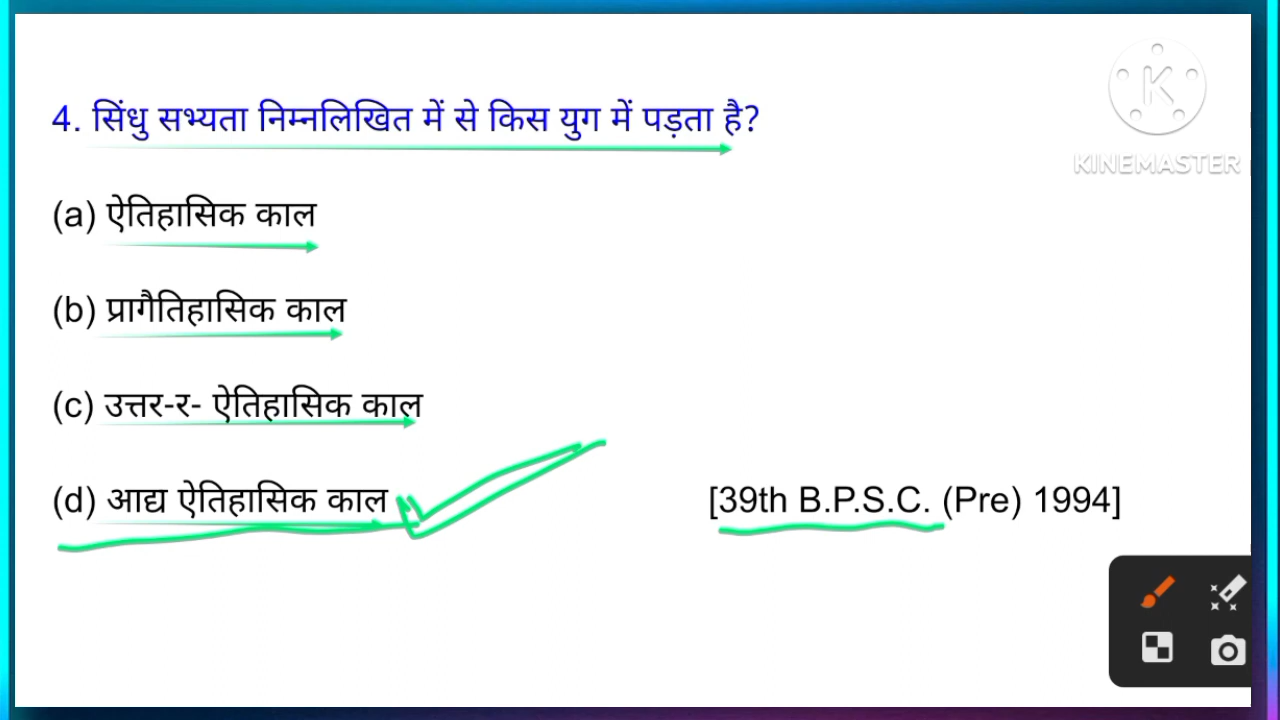 4. सिंधु सभ्यता निम्नलिखित में से किस युग में पड़ता है?
K
KINEMASTER
(a) ऐतिहासिक काल
(b) प्रागैतिहासिक काल
(c) उत्तर-र- ऐतिहासिक काल
(d) आद्य ऐतिहासिक काल
[39th B.P.S.C. (Pre) 1994]